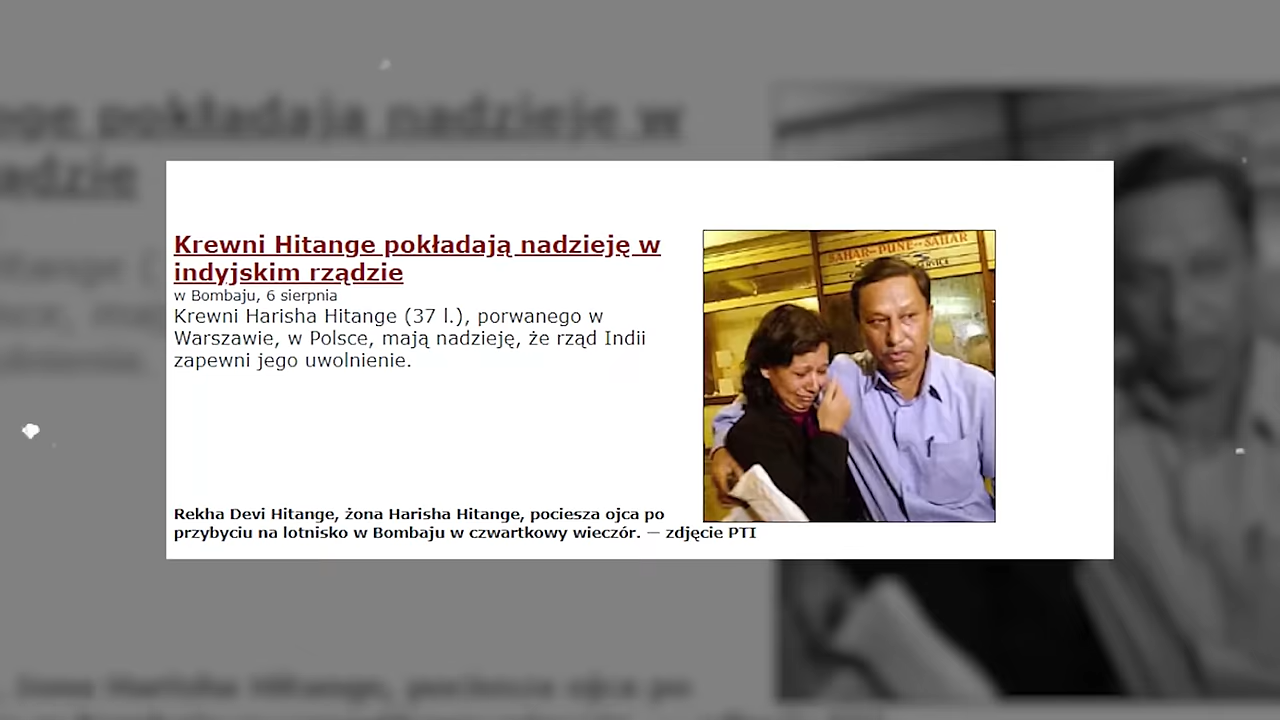 Krewni Hitange pokładają nadzieję w
indyjskim rządzie
w Bombaju, 6 sierpnia
Krewni Harisha Hitange (37 l.), porwanego w
Warszawie, w Polsce, mają nadzieję, że rząd Indii
zapewni jego uwolnienie.
SAHAR-PUNE-SAHAR
Rekha Devi Hitange, żona Harisha Hitange, pociesza ojca po
przybyciu na lotnisko w Bombaju w czwartkowy wieczór. — zdjęcie PTI